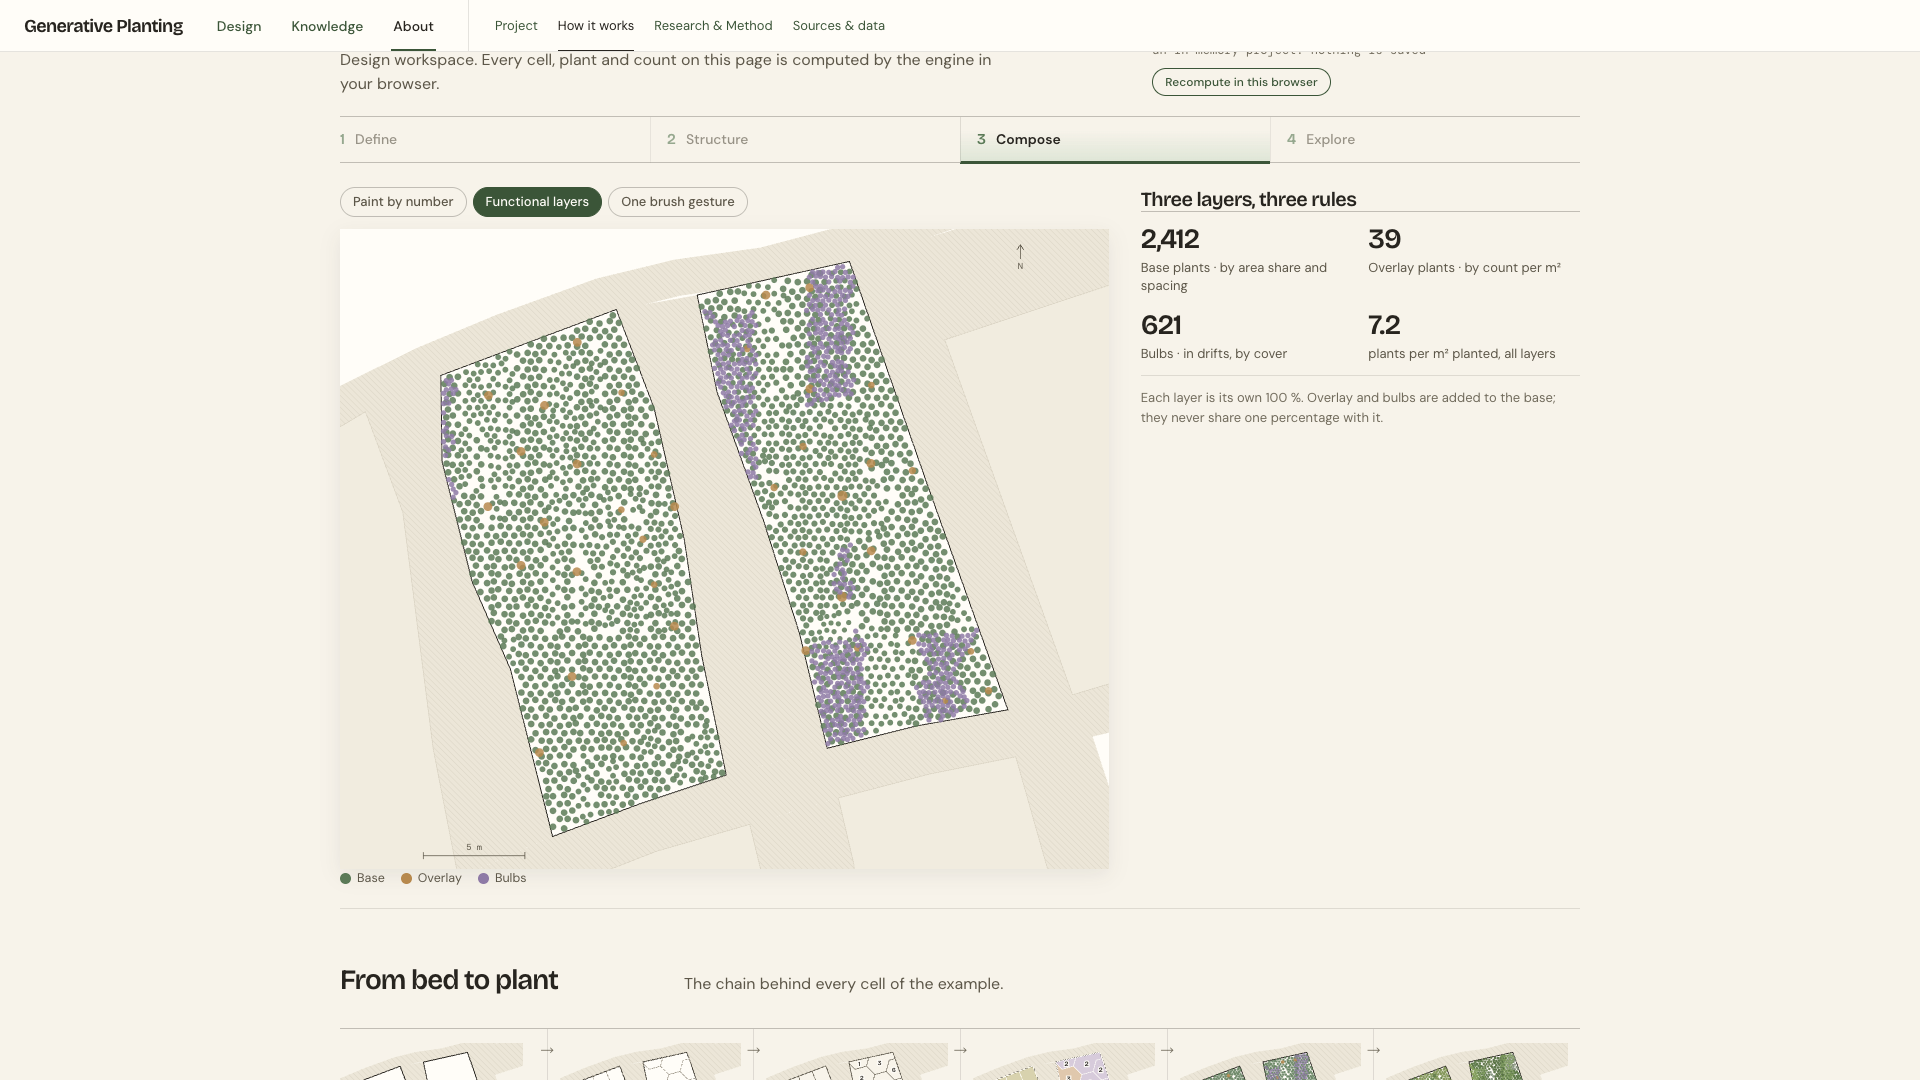 Generative Planting
Design
Knowledge
About
Project
How it works
Research & Method
Sources & data
Design workspace. Every cell, plant and count on this page is computed by the engine in
your browser.
Recompute in this browser
1 Define
2 Structure
3 Compose
4 Explore
Paint by number
Functional layers
One brush gesture
N
5 m
Base
Overlay
Bulbs
Three layers, three rules
2,412
Base plants · by area share and
spacing
39
Overlay plants · by count per m²
621
Bulbs · in drifts, by cover
7.2
plants per m² planted, all layers
Each layer is its own 100 %. Overlay and bulbs are added to the base;
they never share one percentage with it.
From bed to plant
The chain behind every cell of the example.